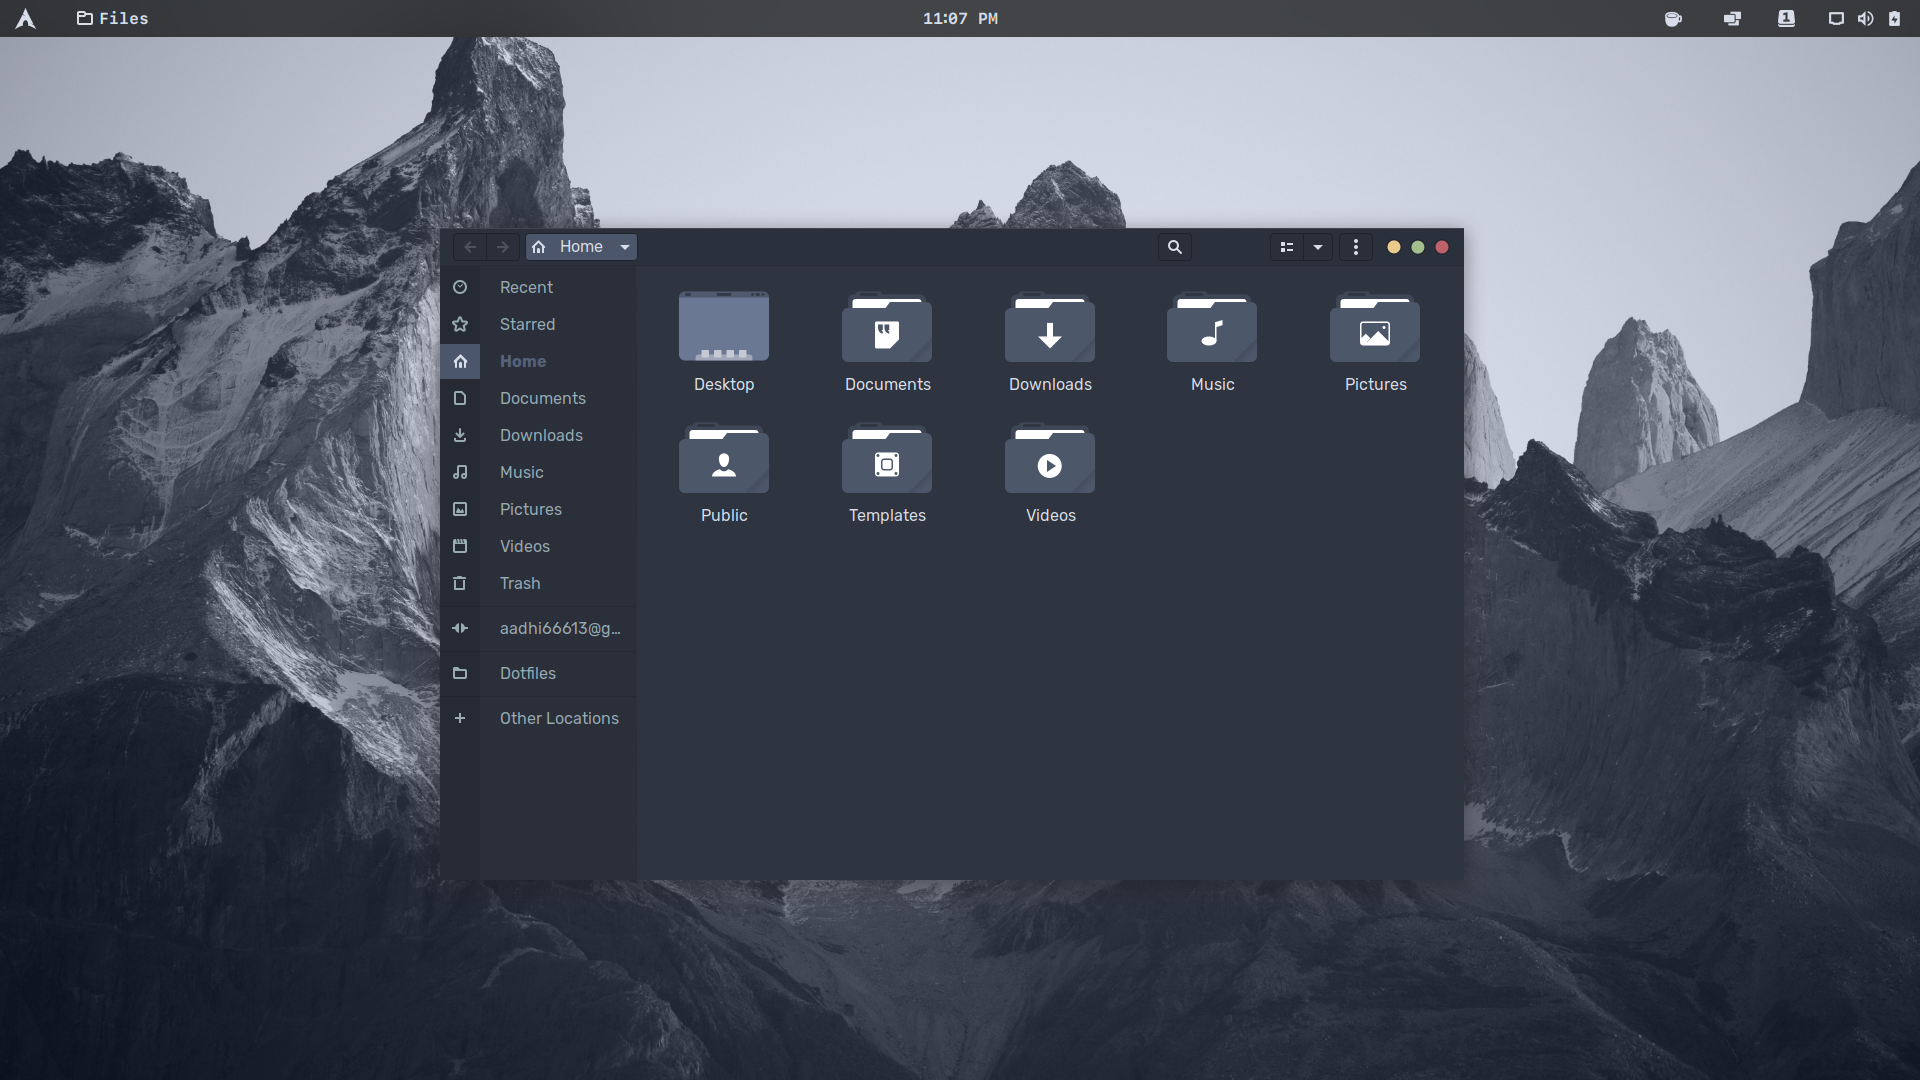 Files
11:07 PM
1
Home
Recent
Starred
Home
Documents
Downloads
Music
Pictures
Videos
Trash
aadhi66613@g…
Dotfiles
Other Locations
Desktop
Documents
Downloads
Music
Pictures
Public
Templates
Videos